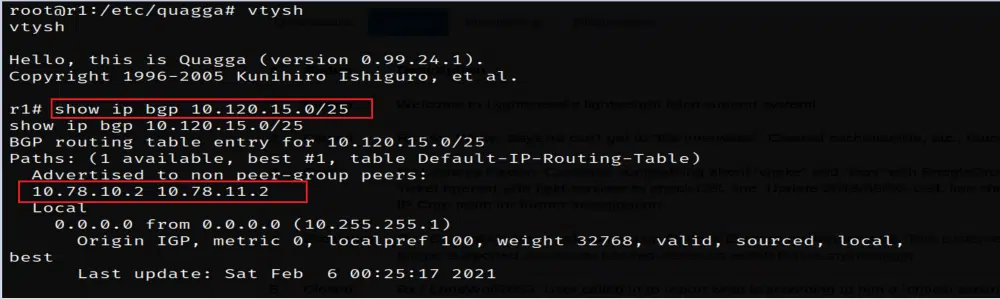 root@r1:/etc/quagga# vtysh
vtysh
Hello, this is Quagga (version 0.99.24.1).
Copyright 1996-2005 Kunihiro Ishiguro, et al.
r1# show ip bgp 10.120.15.0/25
show ip bgp 10.120.15.0/25
BGP routing table entry for 10.120.15.0/25
Paths: (1 available, best #1, table Default-IP-Routing-Table)
Advertised to non peer-group peers:
10.78.10.2 10.78.11.2
Local
0.0.0.0 from 0.0.0.0 (10.255.255.1)
Origin IGP, metric 0, localpref 100, weight 32768, valid, sourced, local,
best
Last update: Sat Feb  6 00:25:17 2021